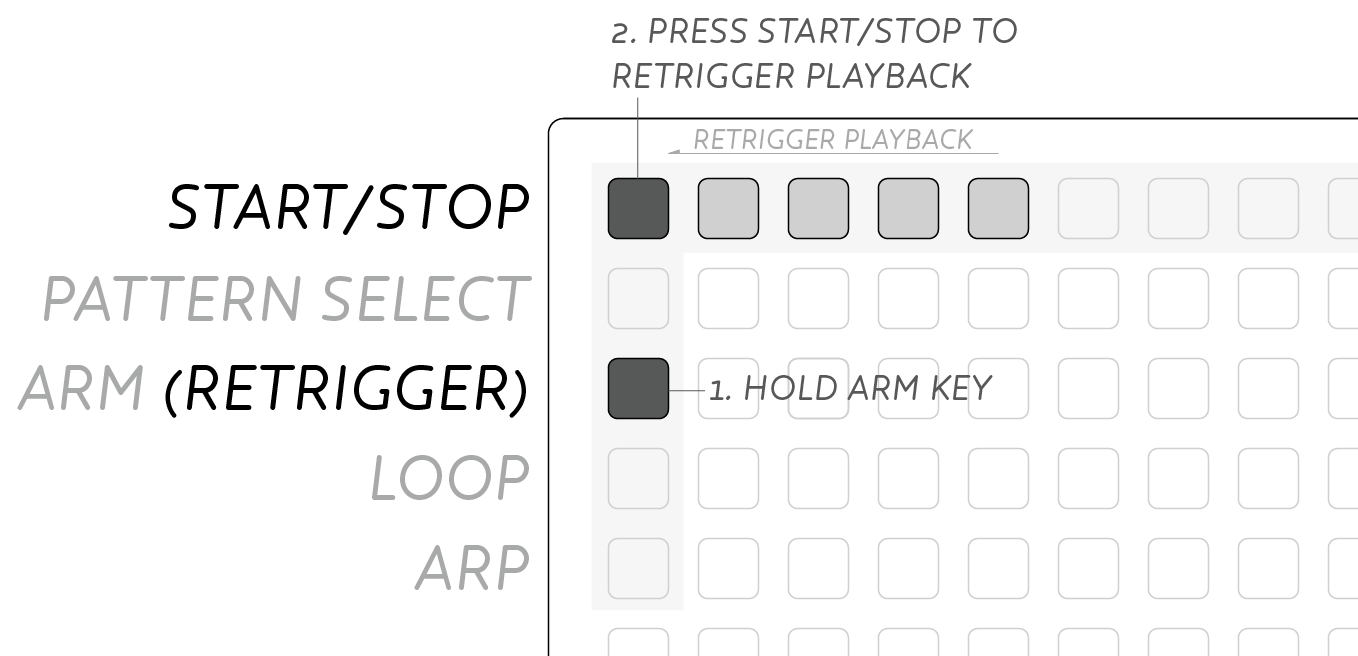 2. PRESS START/STOP TO
RETRIGGER PLAYBACK
RETRIGGER PLAYBACK
START/STOP
PATTERN SELECT
ARM (RETRIGGER)
1. HOLD ARM KEY
LOOP
ARP